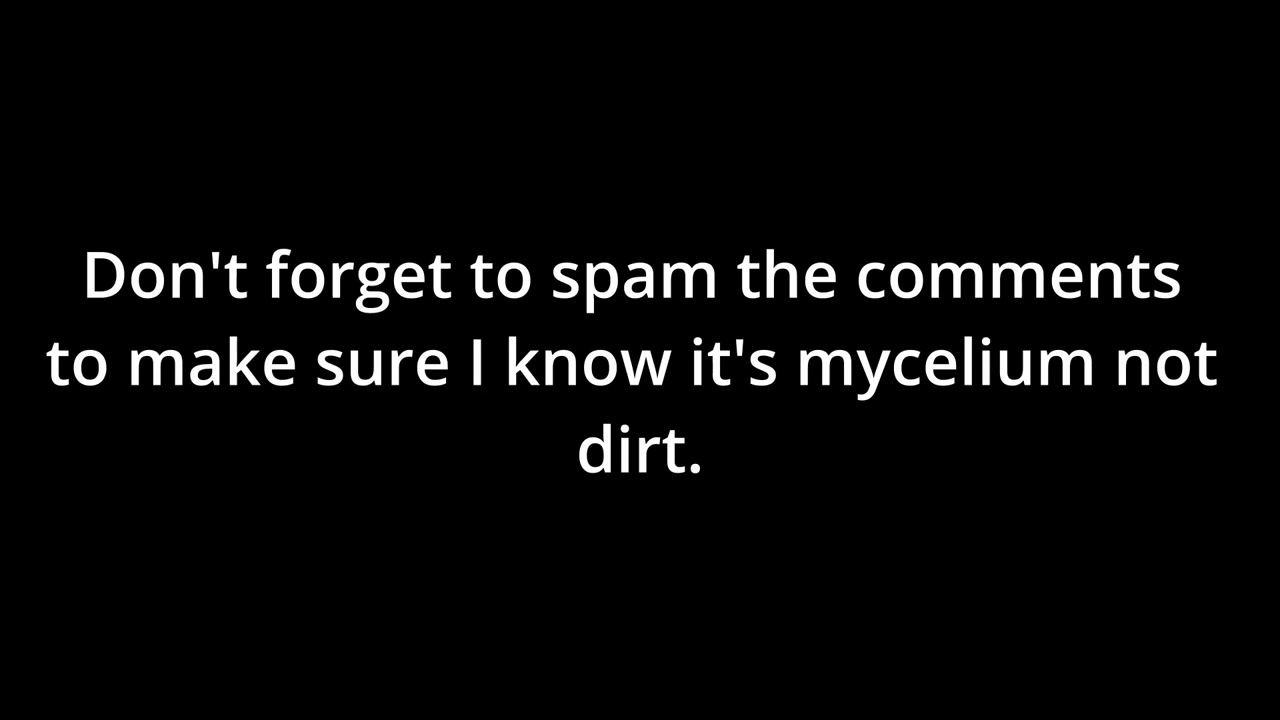 Don't forget to spam the comments
to make sure I know it's mycelium not
dirt.